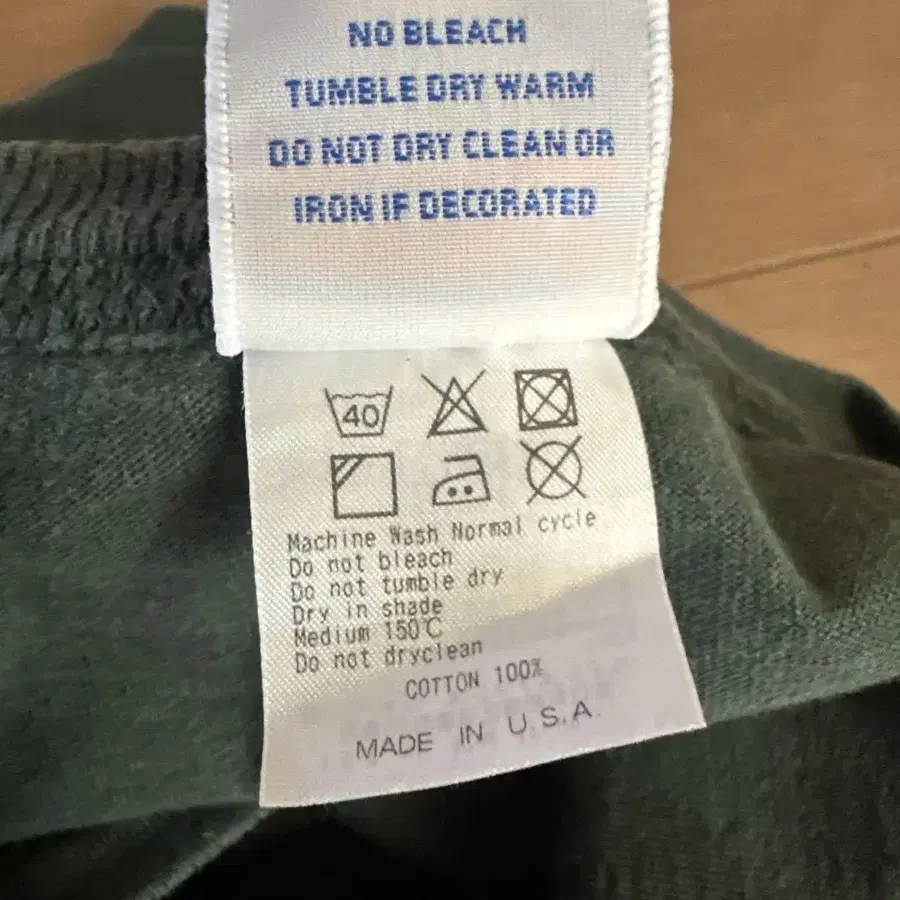 NO BLEACH
TUMBLE DRY WARM
DO NOT DRY CLEAN OR
IRON IF DECORATED
40
Machine Wash Normal cycle
Do not bleach
Do not tumble dry
Dry in shade
Medium 150℃
Do not dryclean
COTTON 100%
MADE IN U.S.A.